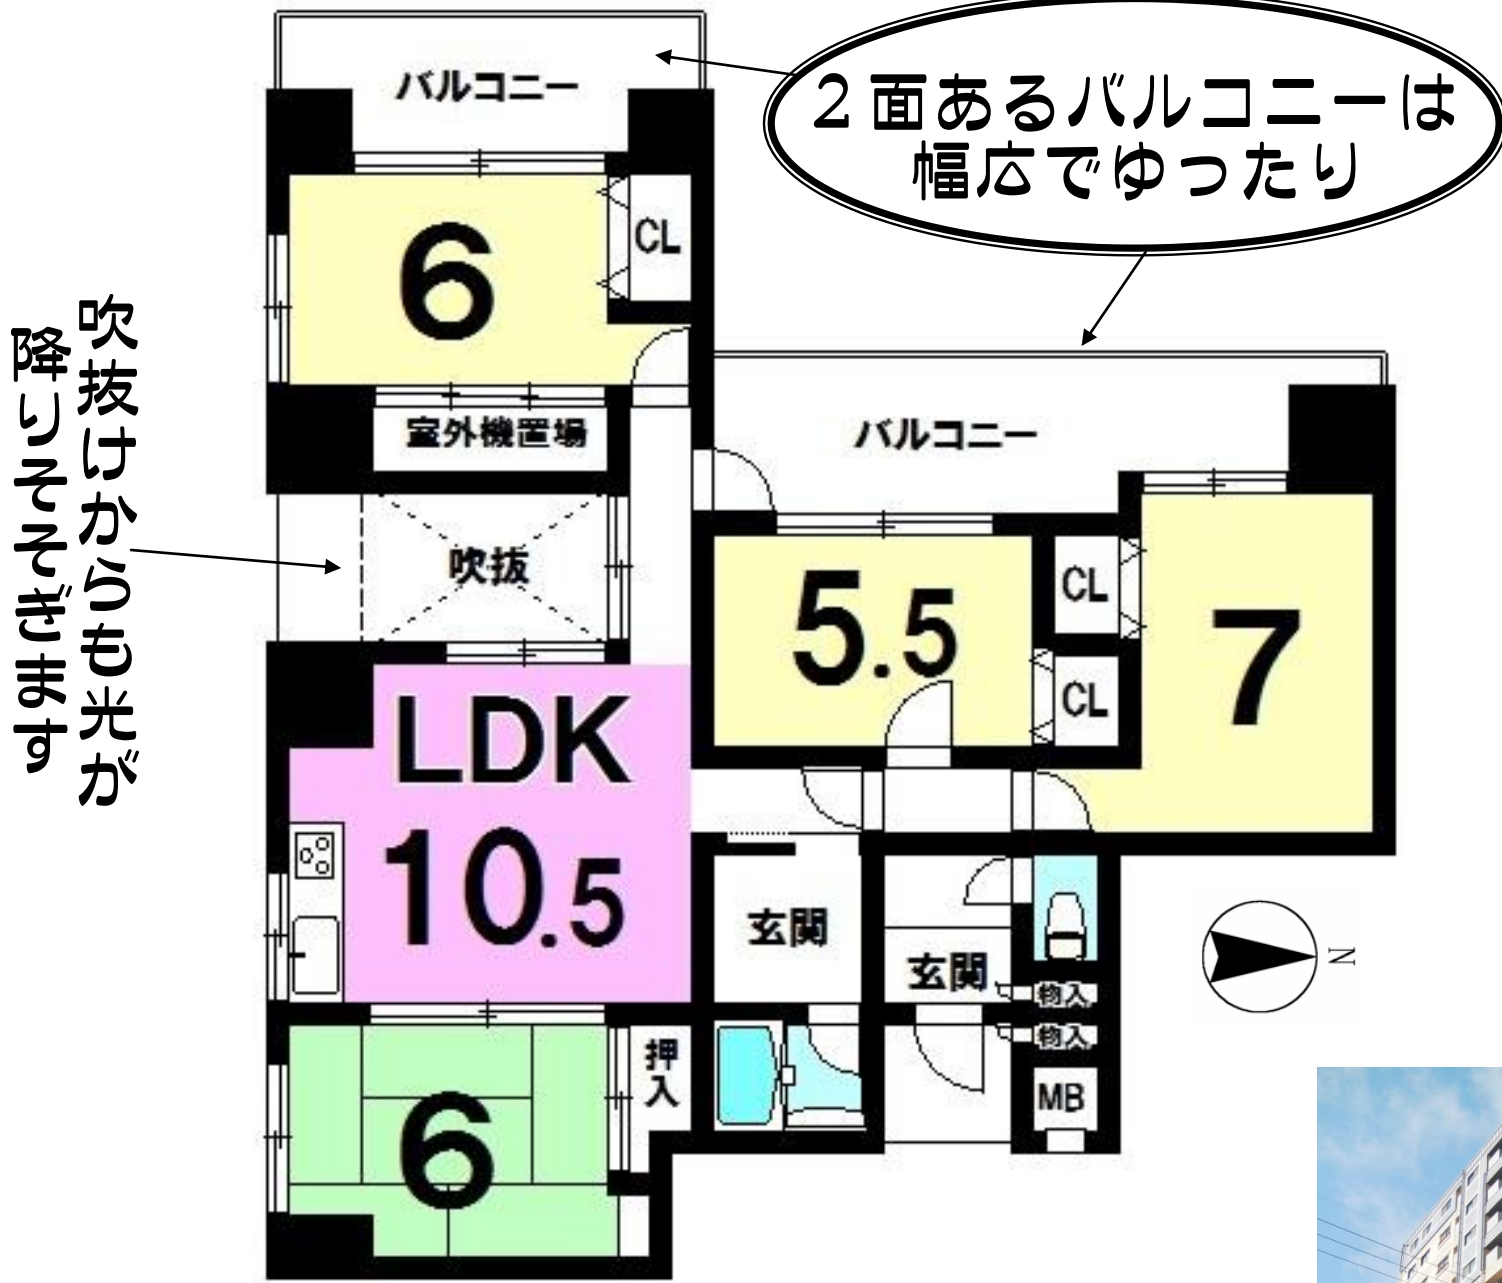 バルコニー
2面あるバルコニーは
幅広でゆったり
6
CL
吹抜けからも光が
降りそそぎます
室外機置場
バルコニー
吹抜
5.5
CL
CL
7
LDK
10.5
玄関
玄関
物入
物入
MB
N
押入
6